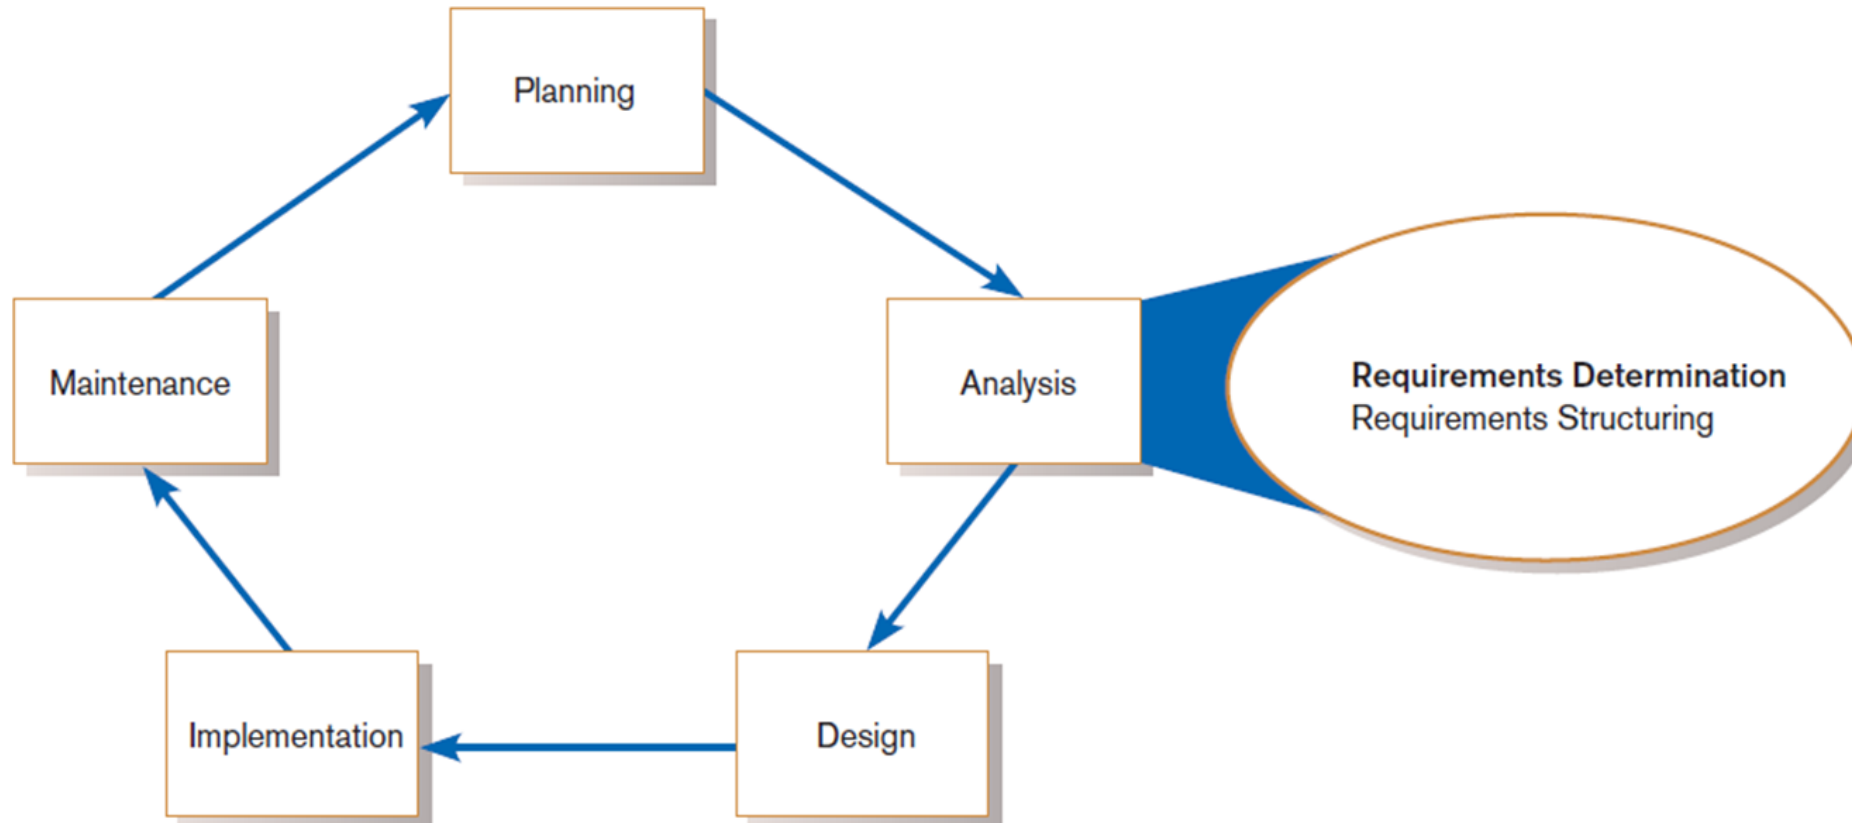 Planning
Maintenance
Analysis
Requirements Determination
Requirements Structuring
Implementation
Design